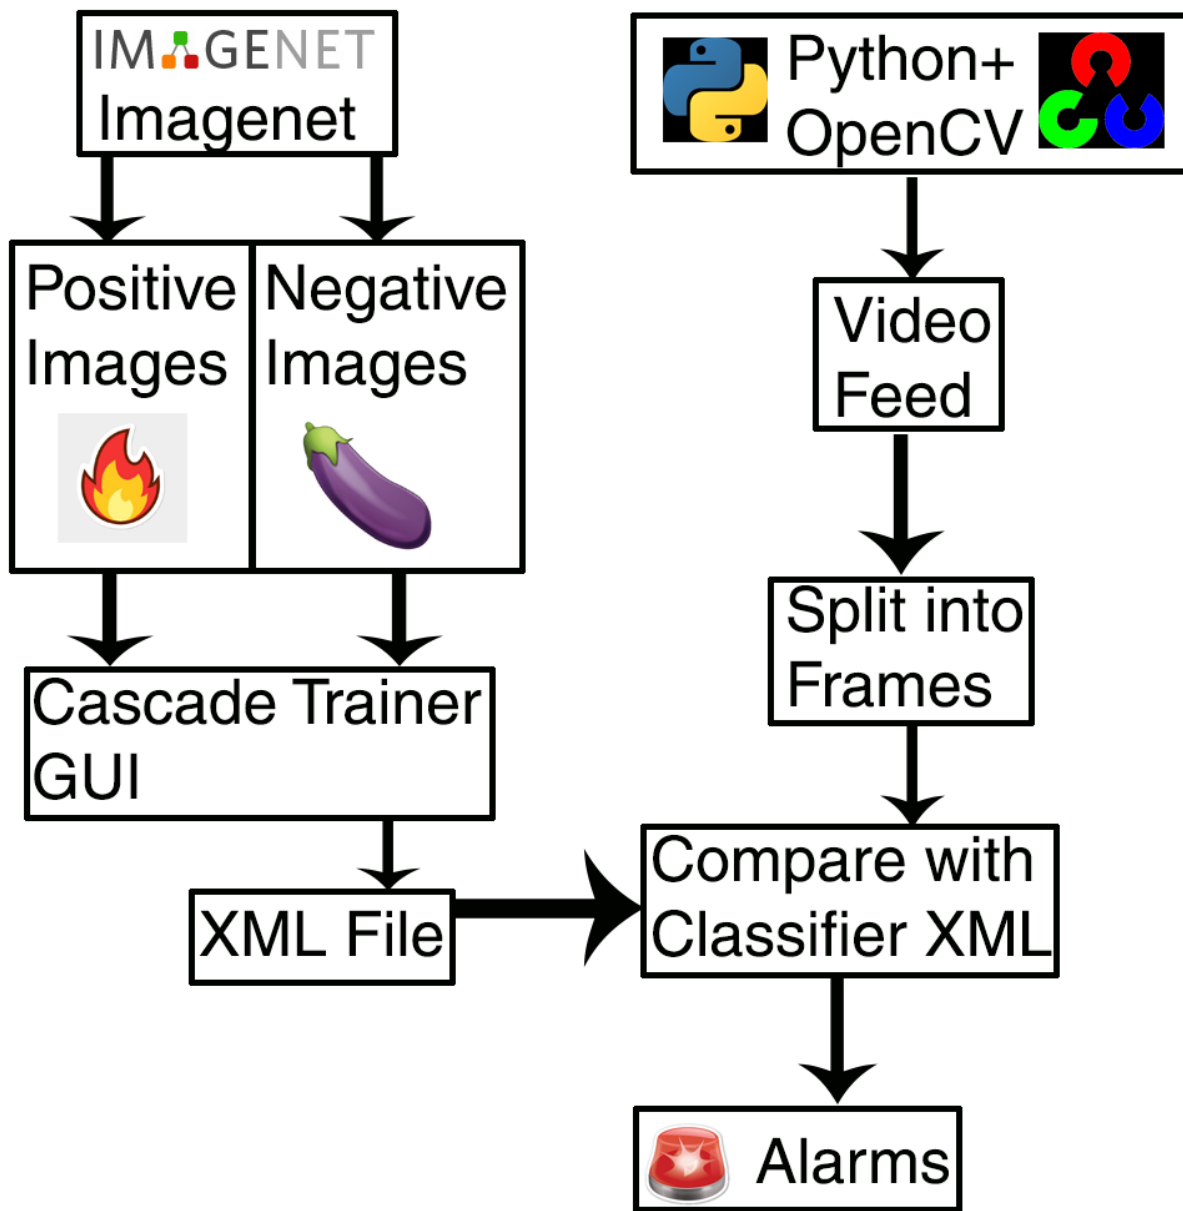 IMAGENET
Imagenet
Positive
Images
Negative
Images
Cascade Trainer
GUI
XML File
Python+
OpenCV
Video
Feed
Split into
Frames
Compare with
Classifier XML
Alarms